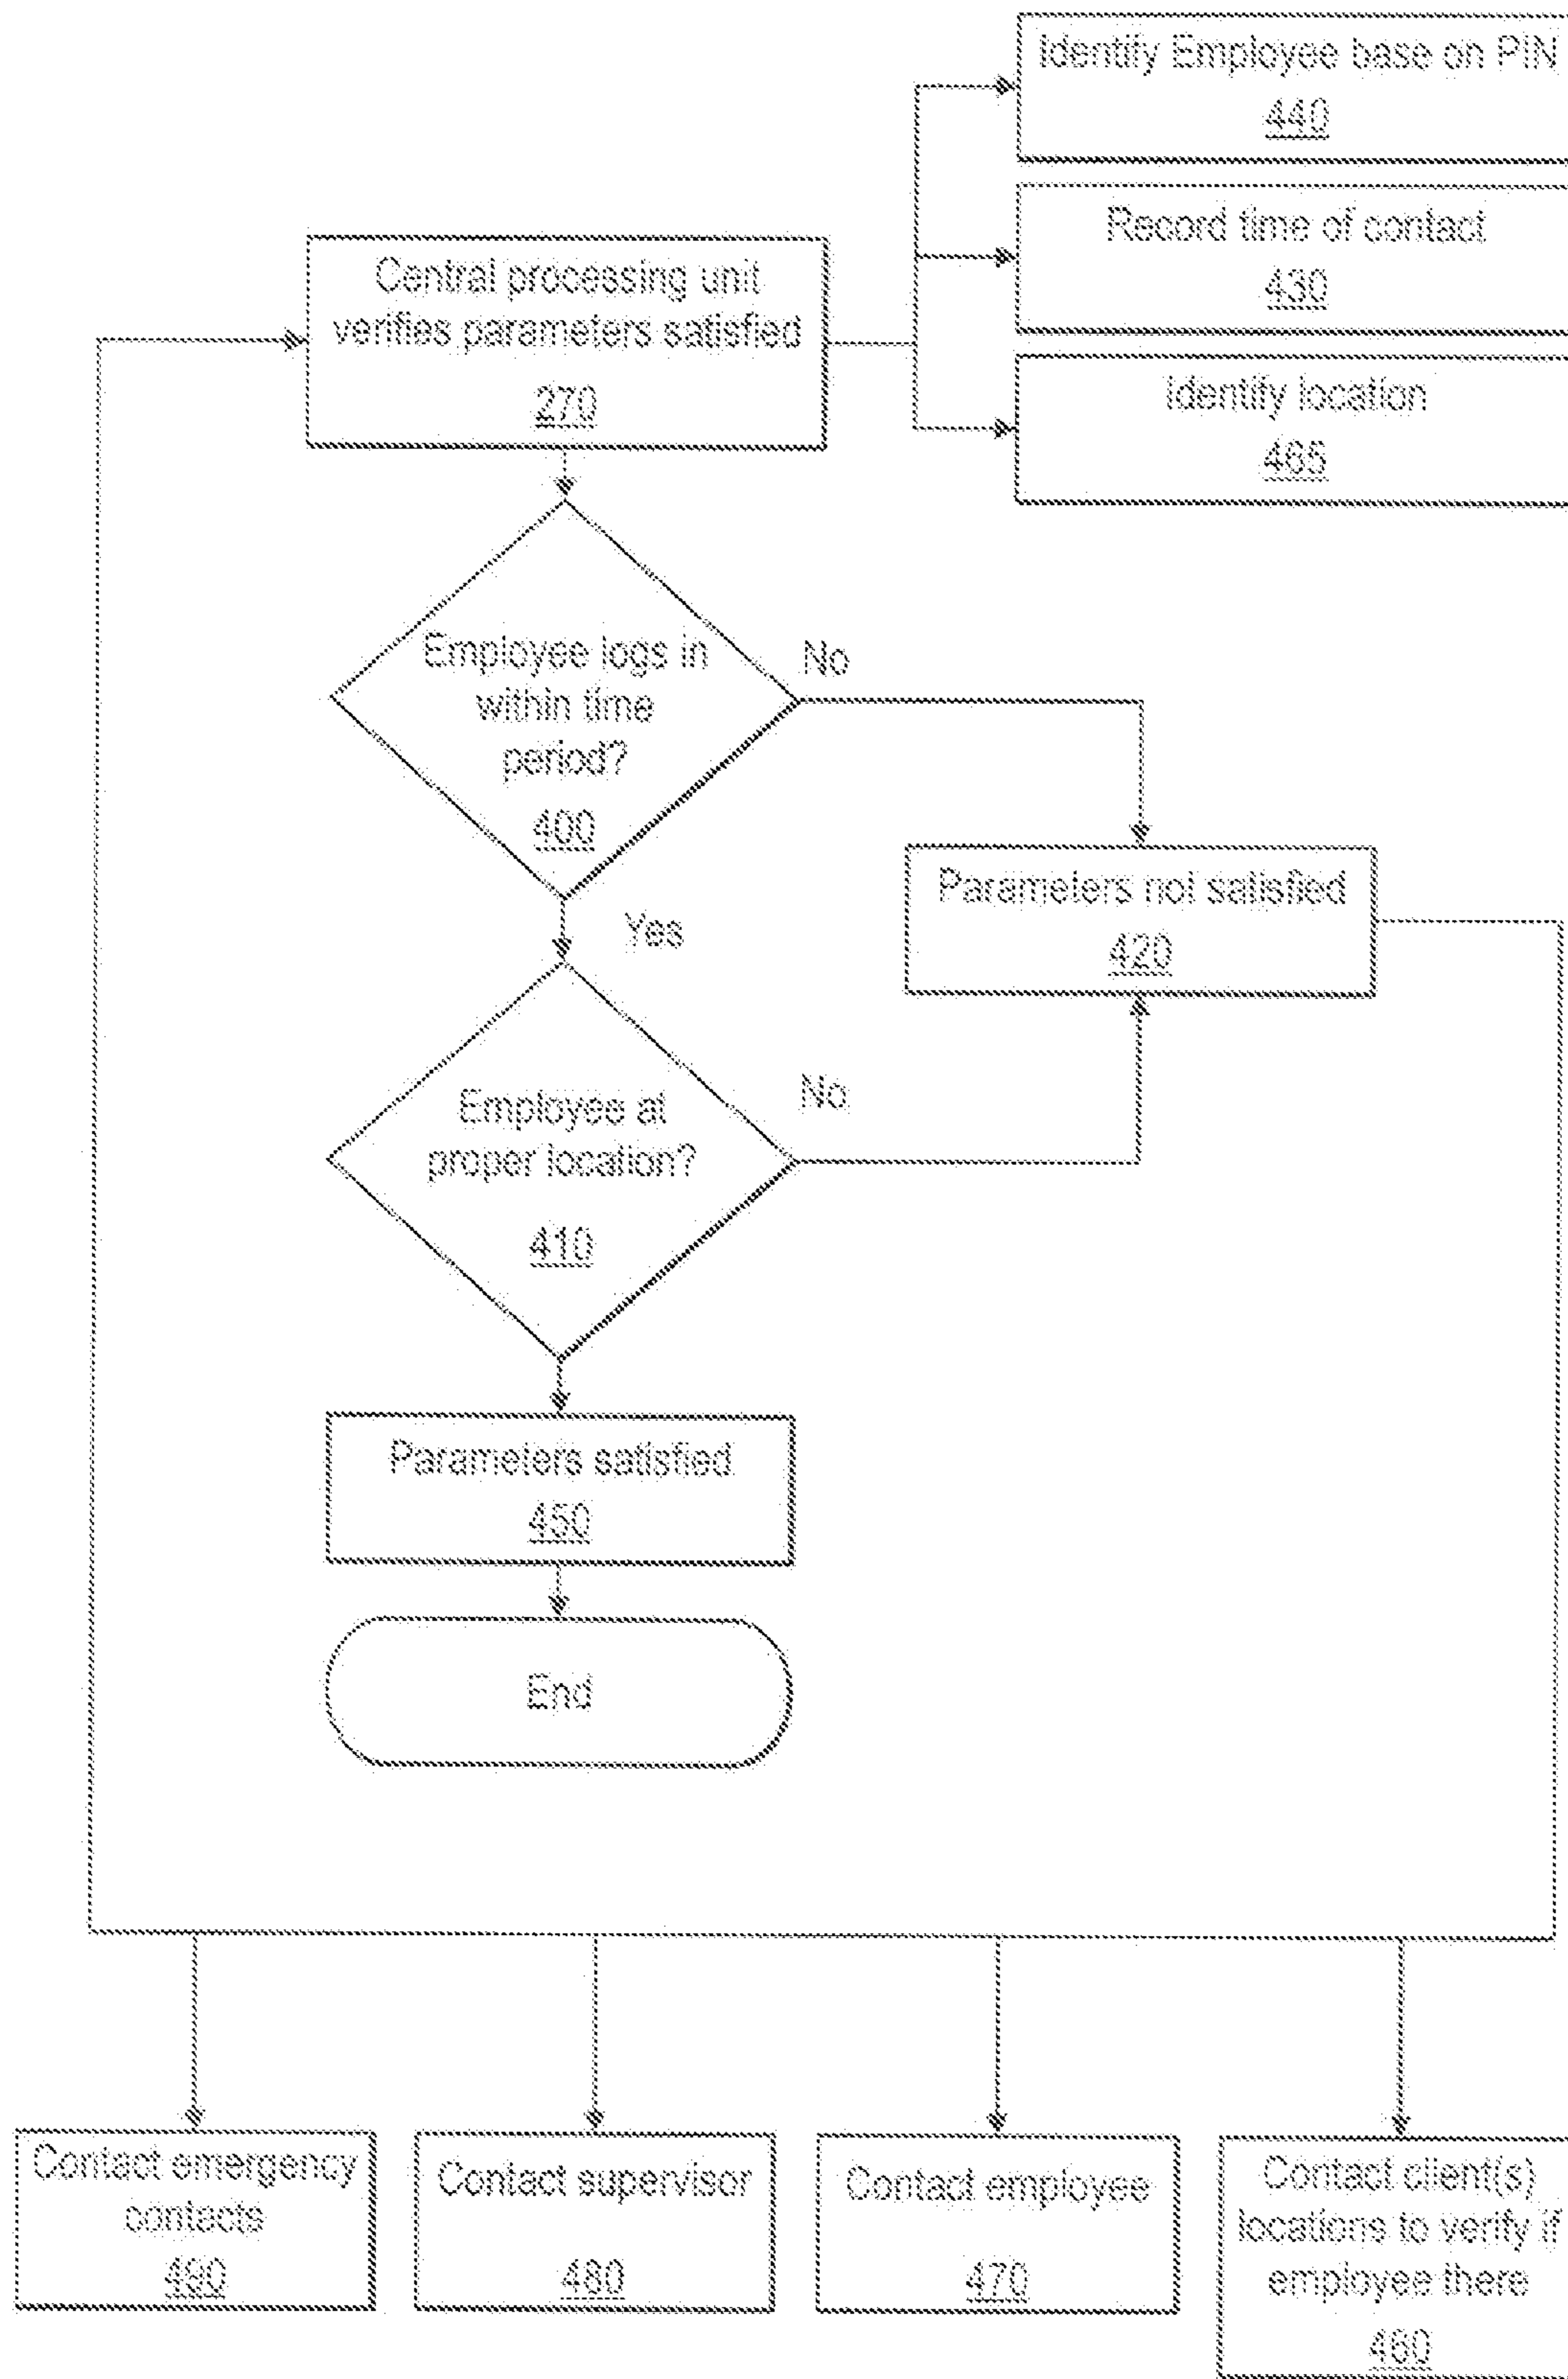 Identify Employee base on PIN
440
Record time of contact
430
Identify location
465
Central processing unit
verifies parameters satisfied
270
Employee logs in
within time
period?
400
No
Yes
Parameters not satisfied
420
Employee at
proper location?
410
No
Parameters satisfied
450
End
Contact emergency
contacts
490
Contact supervisor
480
Contact employee
470
Contact client(s)
locations to verify if
employee there
460